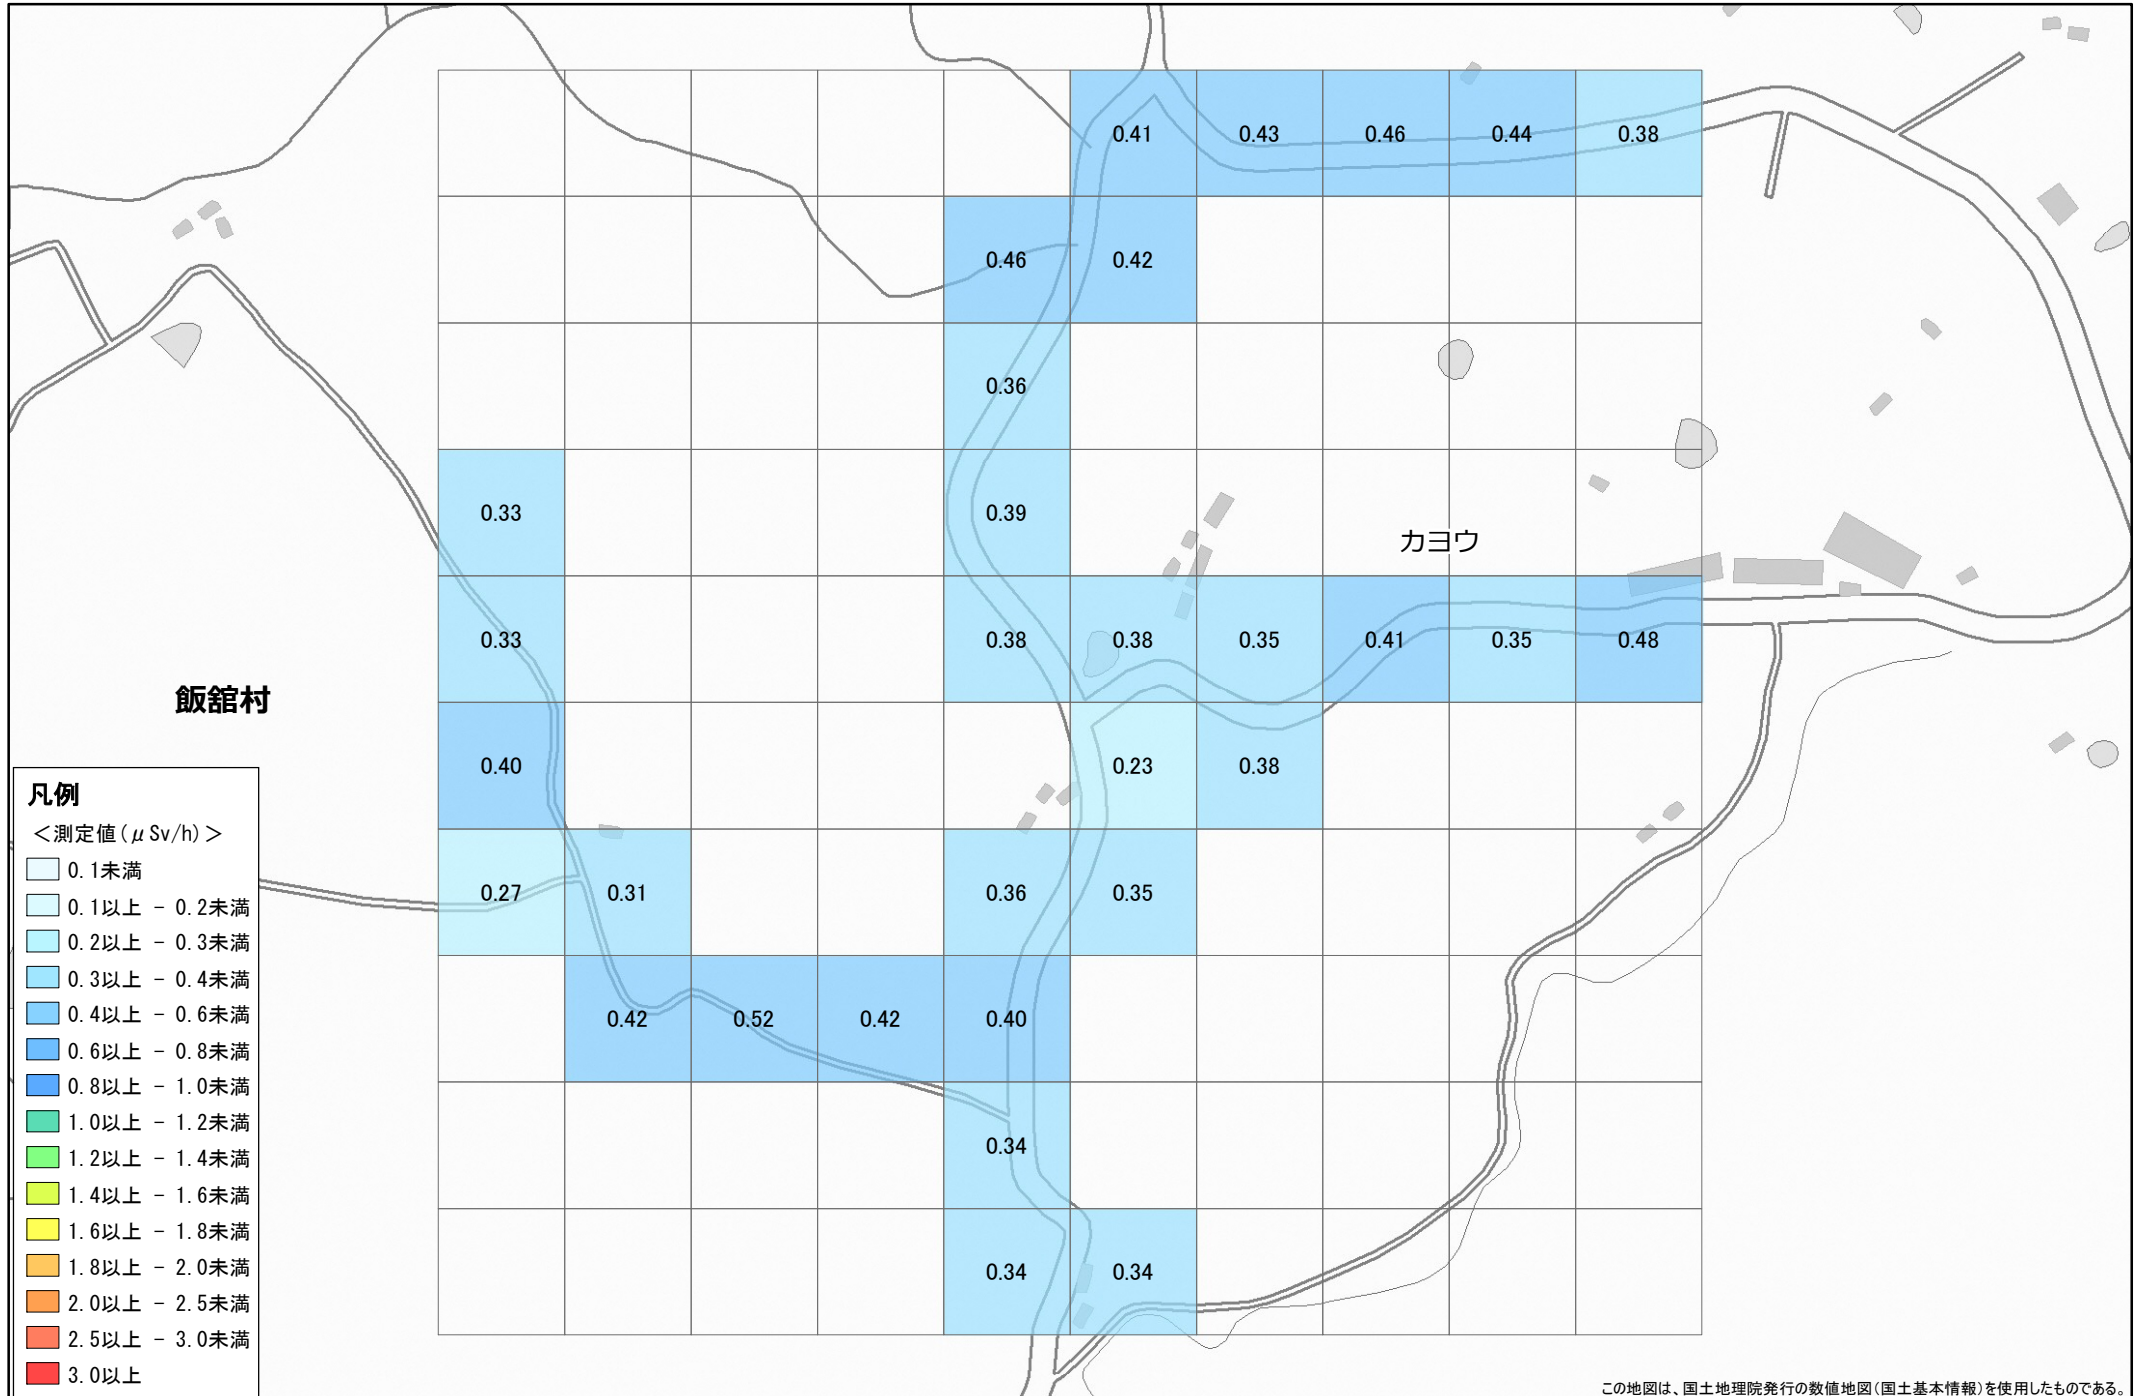 0.41 0.43 0.46 0.44 0.38
0.46 0.42
0.36
0.33 0.39
カヨウ
0.33 0.38 0.38 0.35 0.41 0.35 0.48
飯舘村
0.40 0.23 0.38
0.27 0.31 0.36 0.35
0.42 0.52 0.42 0.40
0.34
0.34 0.34
凡例
＜測定値(μSv/h)＞
0.1未満
0.1以上 - 0.2未満
0.2以上 - 0.3未満
0.3以上 - 0.4未満
0.4以上 - 0.6未満
0.6以上 - 0.8未満
0.8以上 - 1.0未満
1.0以上 - 1.2未満
1.2以上 - 1.4未満
1.4以上 - 1.6未満
1.6以上 - 1.8未満
1.8以上 - 2.0未満
2.0以上 - 2.5未満
2.5以上 - 3.0未満
3.0以上
この地図は、国土地理院発行の数値地図(国土基本情報)を使用したものである。